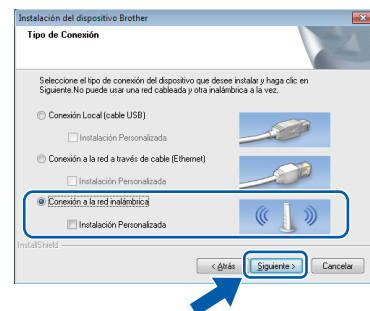 Instalación del dispositivo Brother
Tipo de Conexión
Seleccione el tipo de conexión del dispositivo que desee instalar y haga clic en
Siguiente.No puede usar una red cableada y otra inalámbrica a la vez.
Conexión Local (cable USB)
Instalación Personalizada
Conexión a la red a través de cable (Ethernet)
Instalación Personalizada
Conexión a la red inalámbrica
Instalación Personalizada
InstallShield
< Atrás
Siguiente >
Cancelar